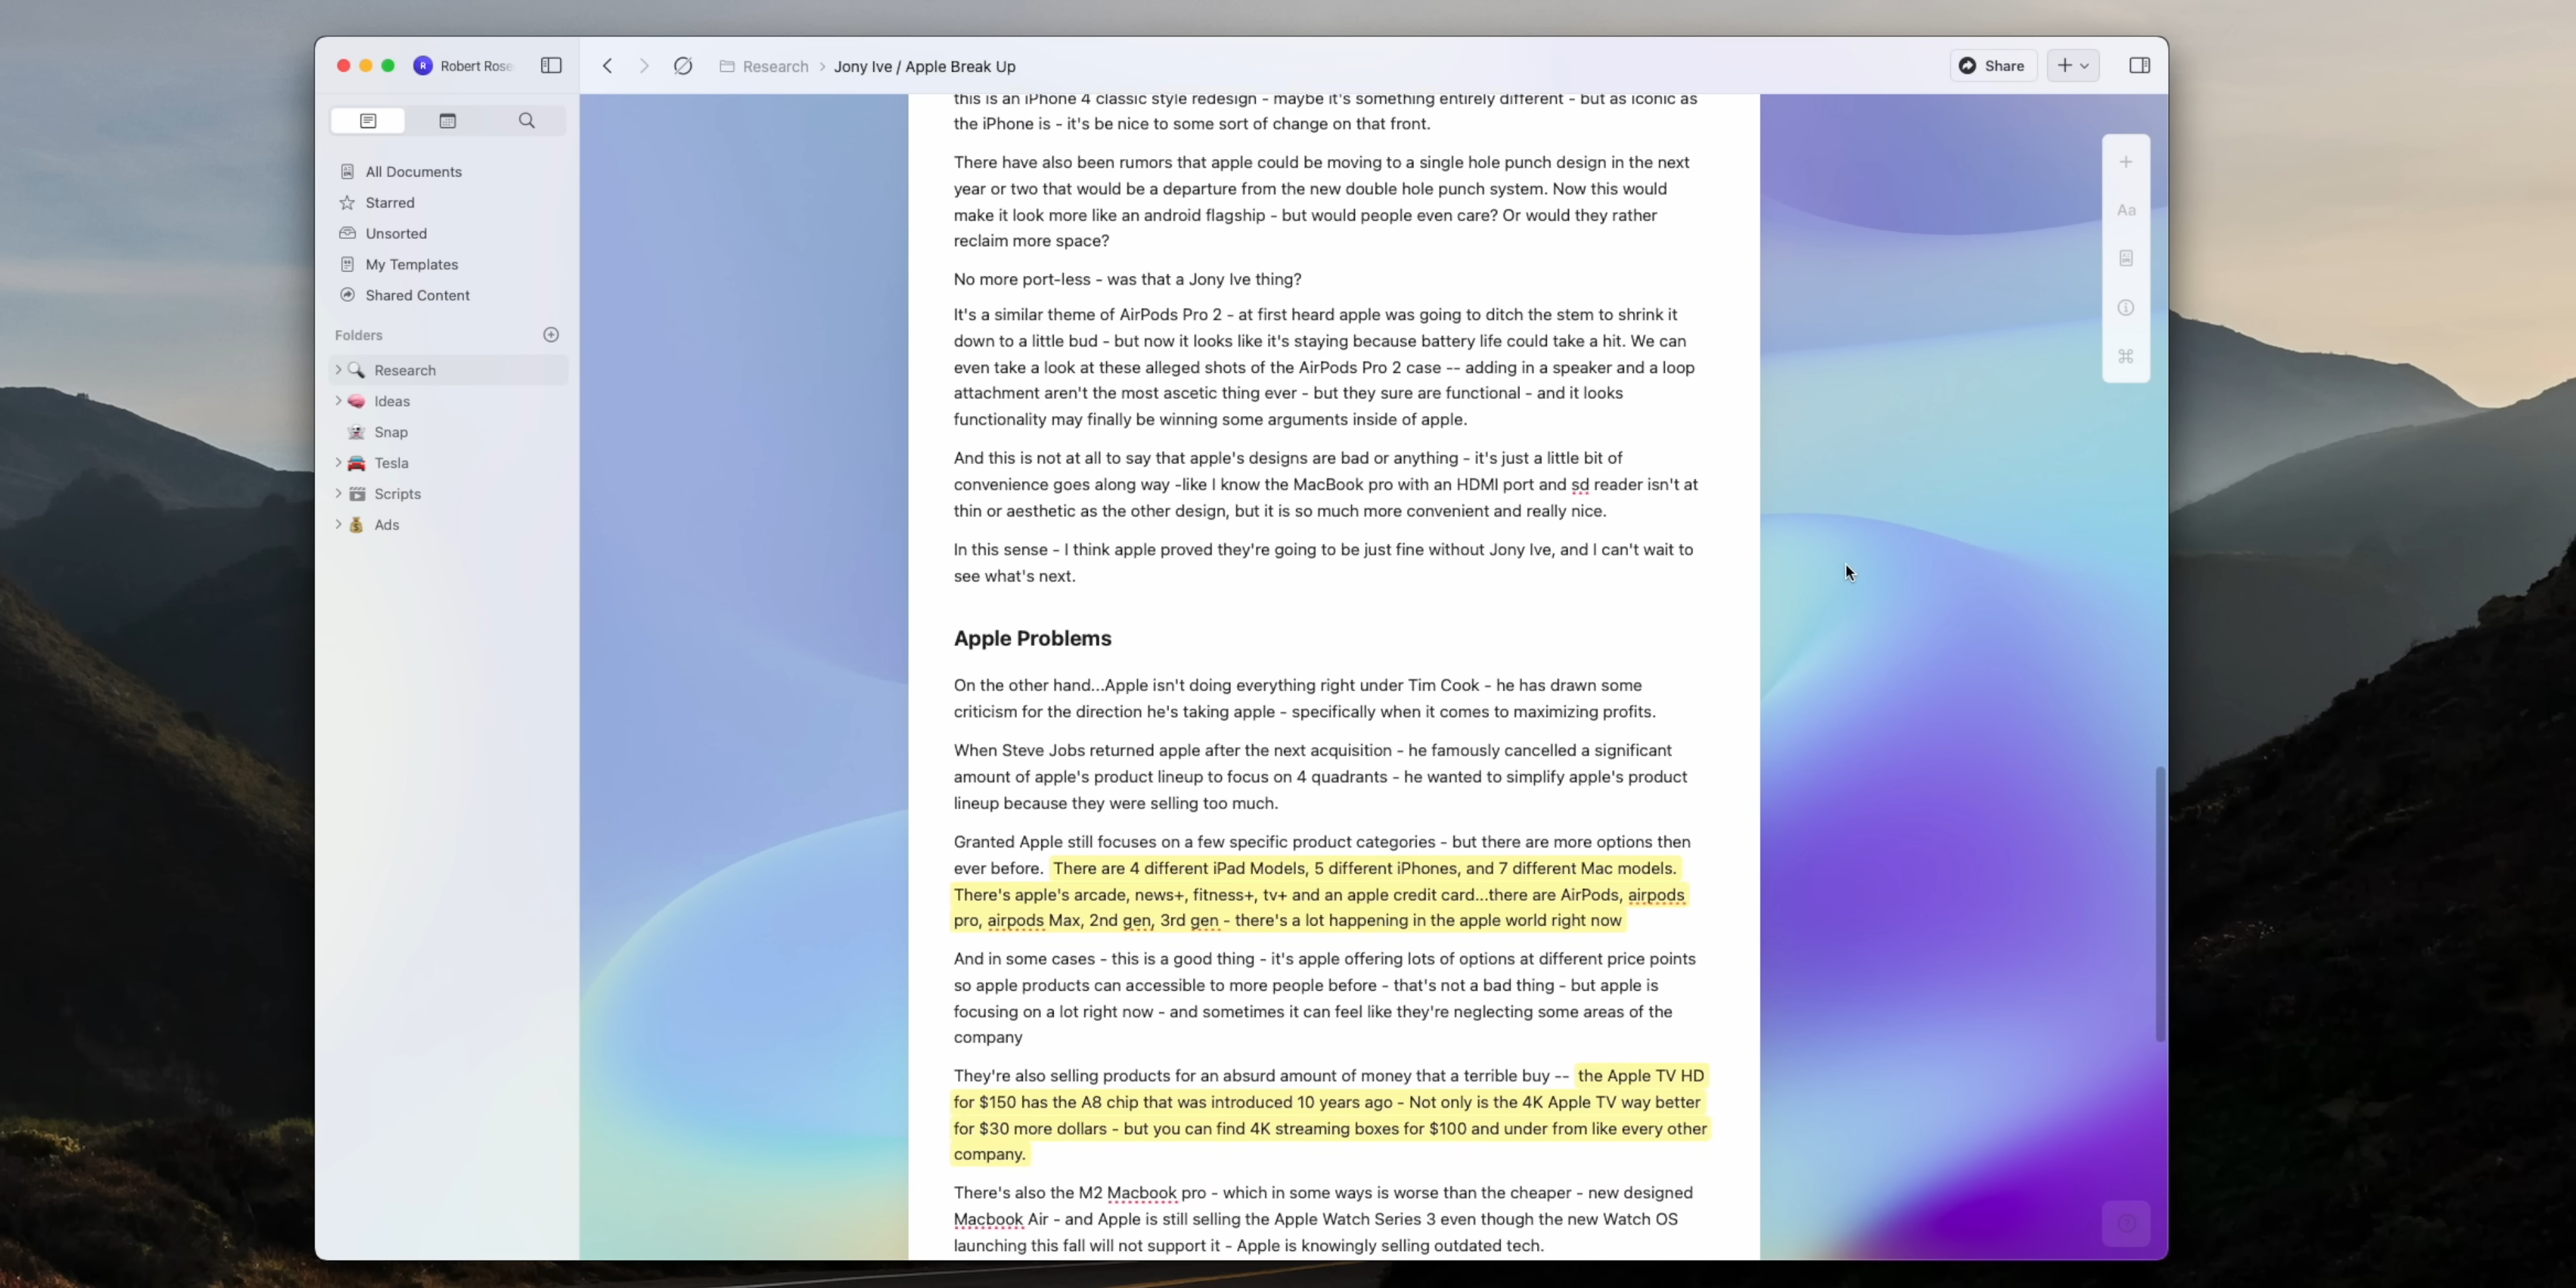 R Robert Rose
Research > Jony Ive / Apple Break Up
Share
All Documents
Starred
Unsorted
My Templates
Shared Content
Folders
Research
Ideas
Snap
Tesla
Scripts
Ads
Aa
this is an iPhone 4 classic style redesign - maybe it's something entirely different - but as iconic as
the iPhone is - it's be nice to some sort of change on that front.
There have also been rumors that apple could be moving to a single hole punch design in the next
year or two that would be a departure from the new double hole punch system. Now this would
make it look more like an android flagship - but would people even care? Or would they rather
reclaim more space?
No more port-less - was that a Jony Ive thing?
It's a similar theme of AirPods Pro 2 - at first heard apple was going to ditch the stem to shrink it
down to a little bud - but now it looks like it's staying because battery life could take a hit. We can
even take a look at these alleged shots of the AirPods Pro 2 case -- adding in a speaker and a loop
attachment aren't the most ascetic thing ever - but they sure are functional - and it looks
functionality may finally be winning some arguments inside of apple.
And this is not at all to say that apple's designs are bad or anything - it's just a little bit of
convenience goes along way -like I know the MacBook pro with an HDMI port and sd reader isn't at
thin or aesthetic as the other design, but it is so much more convenient and really nice.
In this sense - I think apple proved they're going to be just fine without Jony Ive, and I can't wait to
see what's next.
Apple Problems
On the other hand...Apple isn't doing everything right under Tim Cook - he has drawn some
criticism for the direction he's taking apple - specifically when it comes to maximizing profits.
When Steve Jobs returned apple after the next acquisition - he famously cancelled a significant
amount of apple's product lineup to focus on 4 quadrants - he wanted to simplify apple's product
lineup because they were selling too much.
Granted Apple still focuses on a few specific product categories - but there are more options then
ever before. There are 4 different iPad Models, 5 different iPhones, and 7 different Mac models.
There's apple's arcade, news+, fitness+, tv+ and an apple credit card...there are AirPods, airpods
pro, airpods Max, 2nd gen, 3rd gen - there's a lot happening in the apple world right now
And in some cases - this is a good thing - it's apple offering lots of options at different price points
so apple products can accessible to more people before - that's not a bad thing - but apple is
focusing on a lot right now - and sometimes it can feel like they're neglecting some areas of the
company
They're also selling products for an absurd amount of money that a terrible buy -- the Apple TV HD
for $150 has the A8 chip that was introduced 10 years ago - Not only is the 4K Apple TV way better
for $30 more dollars - but you can find 4K streaming boxes for $100 and under from like every other
company.
There's also the M2 Macbook pro - which in some ways is worse than the cheaper - new designed
Macbook Air - and Apple is still selling the Apple Watch Series 3 even though the new Watch OS
launching this fall will not support it - Apple is knowingly selling outdated tech.